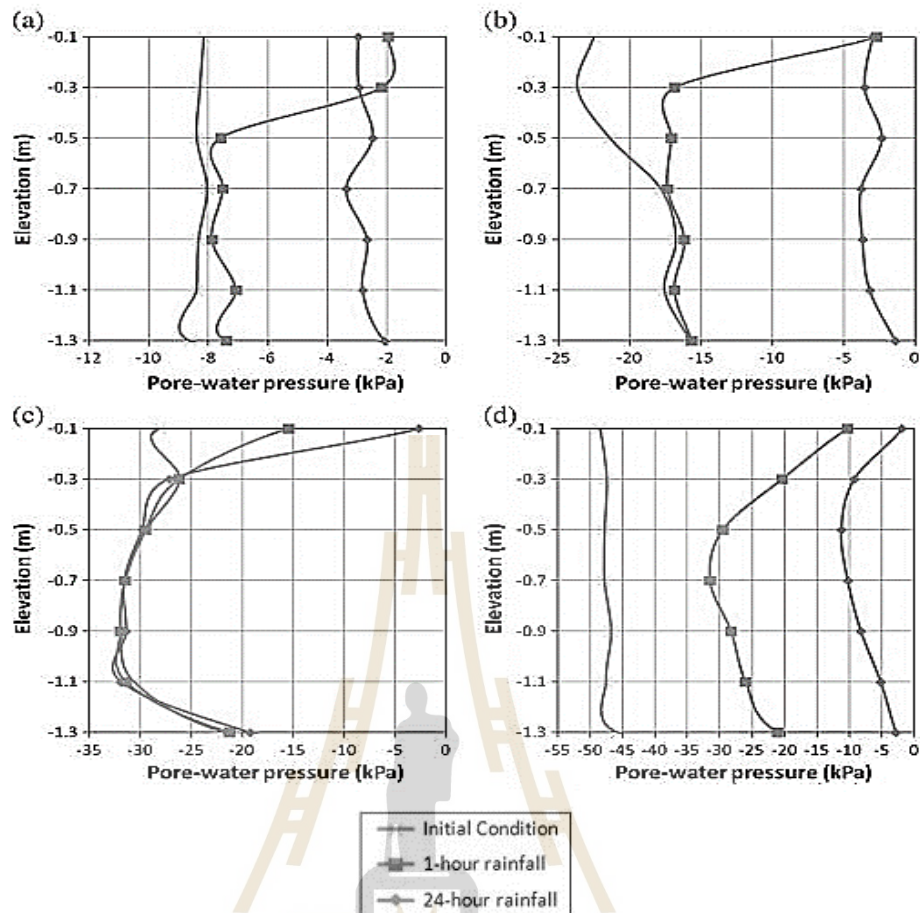 (a)
-0.1
-0.3
-0.5
-0.7
-0.9
-1.1
-1.3
Elevation (m)
-12 -10 -8 -6 -4 -2 0
Pore-water pressure (kPa)
(b)
-0.1
-0.3
-0.5
-0.7
-0.9
-1.1
-1.3
Elevation (m)
-25 -20 -15 -10 -5 0
Pore-water pressure (kPa)
(c)
-0.1
-0.3
-0.5
-0.7
-0.9
-1.1
-1.3
Elevation (m)
-35 -30 -25 -20 -15 -10 -5 0
Pore-water pressure (kPa)
(d)
-0.1
-0.3
-0.5
-0.7
-0.9
-1.1
-1.3
Elevation (m)
-55 -50 -45 -40 -35 -30 -25 -20 -15 -10 -5 0
Pore-water pressure (kPa)
Initial Condition
1-hour rainfall
24-hour rainfall